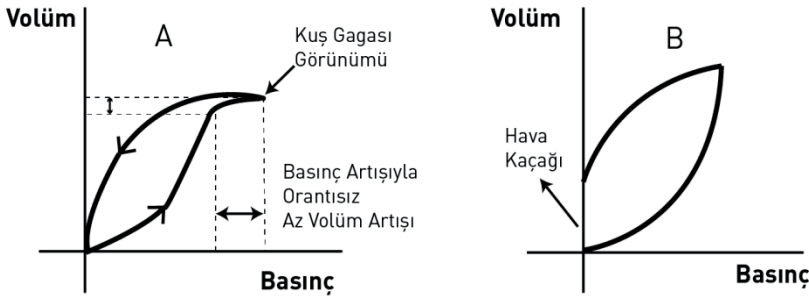 Volüm
A
Kuş Gagası
Görünümü
Basınç Artışıyla
Orantısız
Az Volüm Artışı
Basınç
Volüm
B
Hava
Kaçağı
Basınç